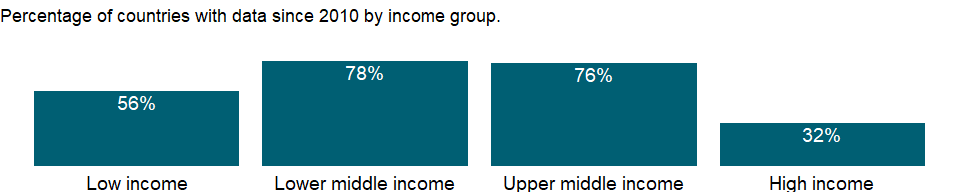 Percentage of countries with data since 2010 by income group.
56%
78%
76%
32%
Low income
Lower middle income
Upper middle income
High income